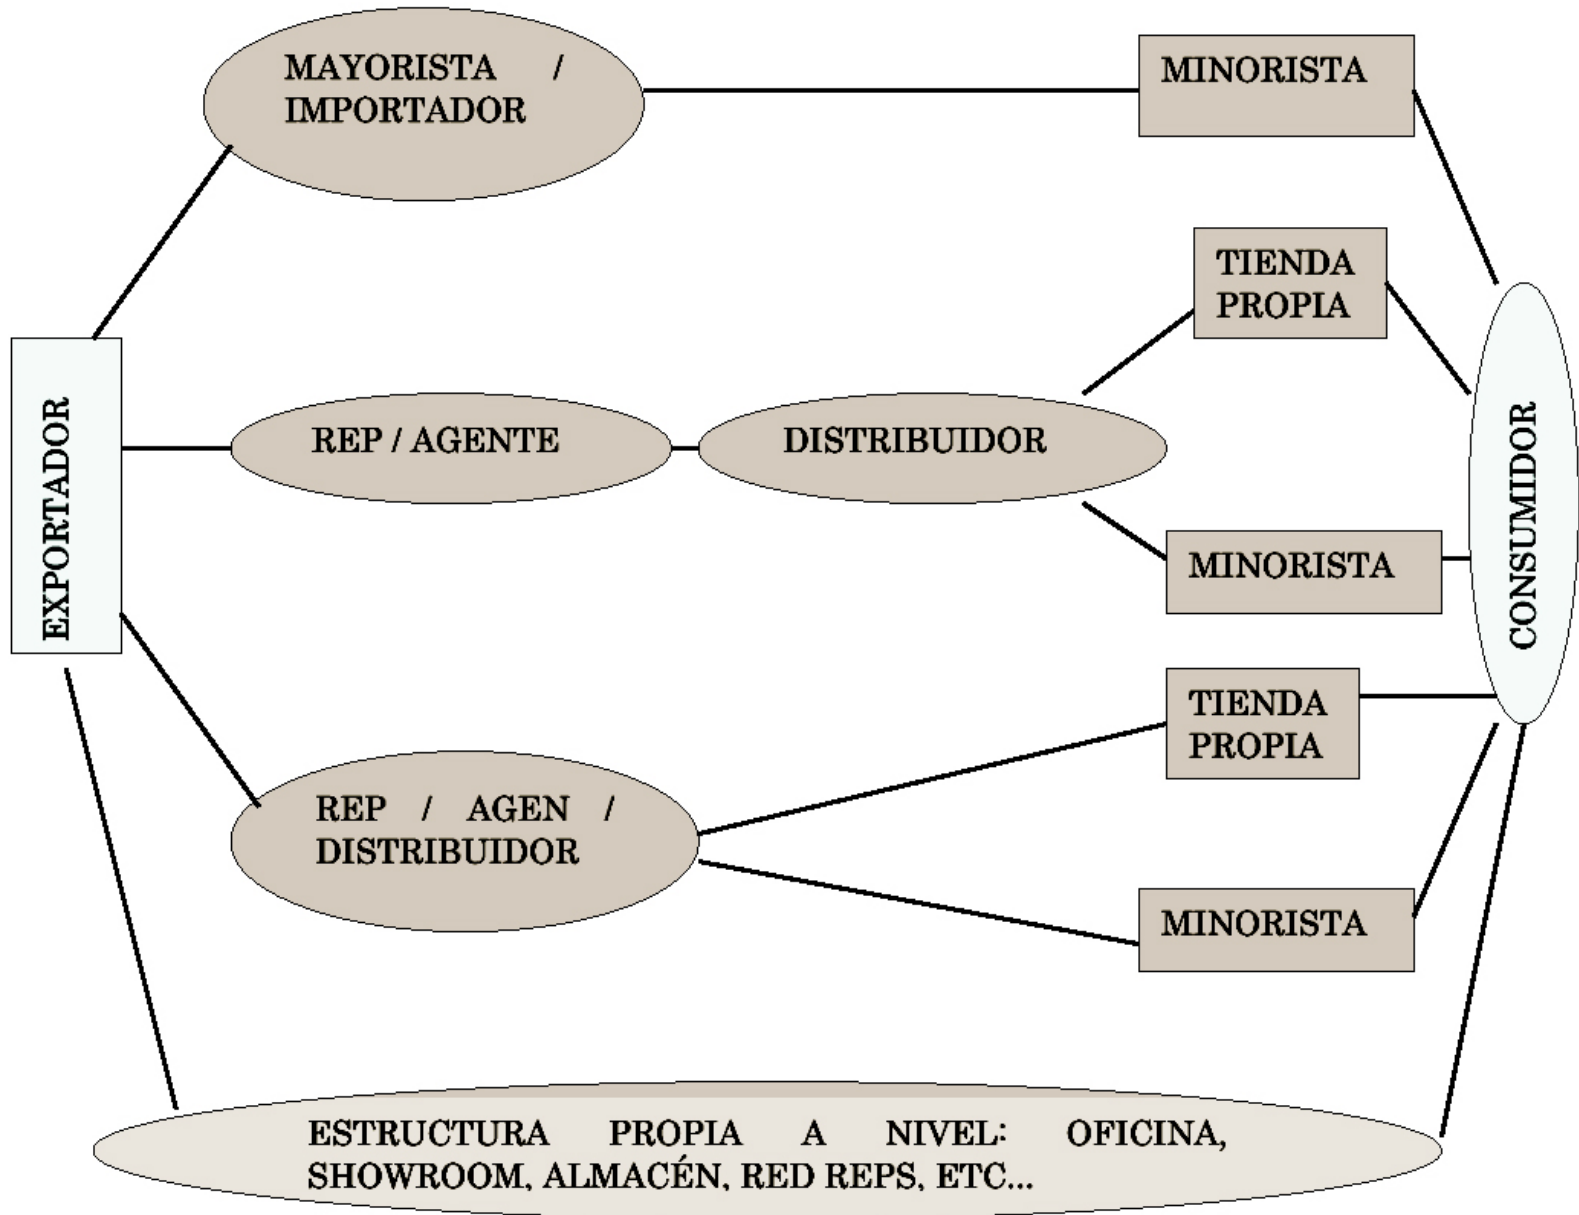 MAYORISTA /
IMPORTADOR
MINORISTA
TIENDA
PROPIA
EXPORTADOR
REP / AGENTE
DISTRIBUIDOR
CONSUMIDOR
MINORISTA
TIENDA
PROPIA
REP / AGEN /
DISTRIBUIDOR
MINORISTA
ESTRUCTURA PROPIA A NIVEL: OFICINA,
SHOWROOM, ALMACÉN, RED REPS, ETC...